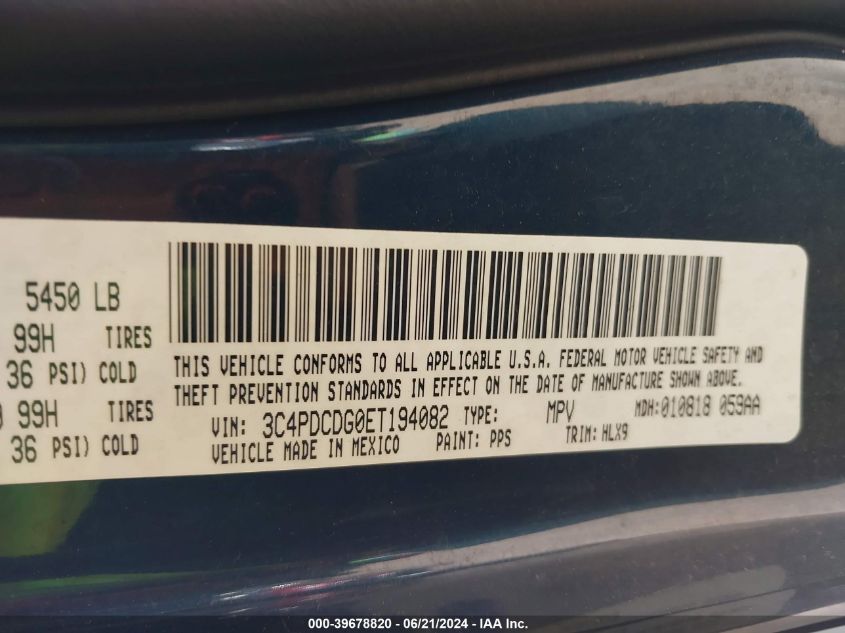 5450 LB
99H TIRES
36 PSI) COLD
99H TIRES
36 PSI) COLD
THIS VEHICLE CONFORMS TO ALL APPLICABLE U.S.A. FEDERAL MOTOR VEHICLE SAFETY AND
THEFT PREVENTION STANDARDS IN EFFECT ON THE DATE OF MANUFACTURE SHOWN ABOVE.
VIN: 3C4PDCDG0ET194082 TYPE: MPV MDH:010818 059AA
VEHICLE MADE IN MEXICO PAINT: PPS TRIM: HLX9
000-39678820 - 06/21/2024 - IAA Inc.